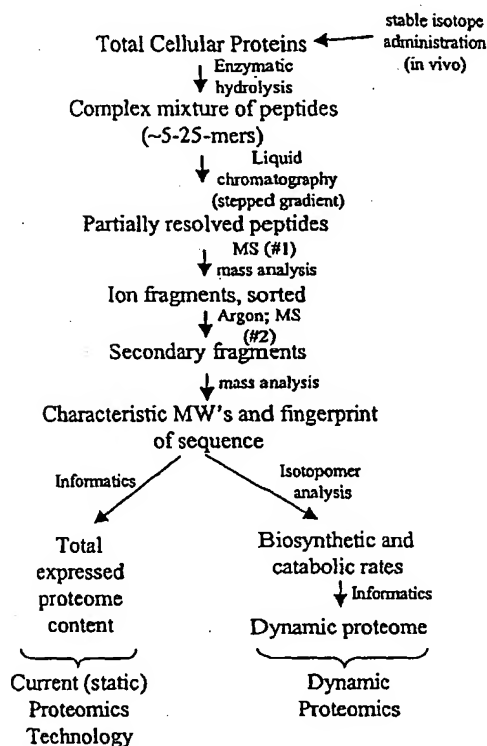 stable isotope
administration
(in vivo)
Total Cellular Proteins
Enzymatic
hydrolysis
Complex mixture of peptides
(~5-25-mers)
Liquid
chromatography
(stepped gradient)
Partially resolved peptides
MS (#1)
mass analysis
Ion fragments, sorted
Argon; MS
(#2)
Secondary fragments
mass analysis
Characteristic MW's and fingerprint
of sequence
Informatics
Isotopomer
analysis
Total
expressed
proteome
content
Biosynthetic and
catabolic rates
Informatics
Dynamic proteome
Current (static)
Proteomics
Technology
Dynamic
Proteomics